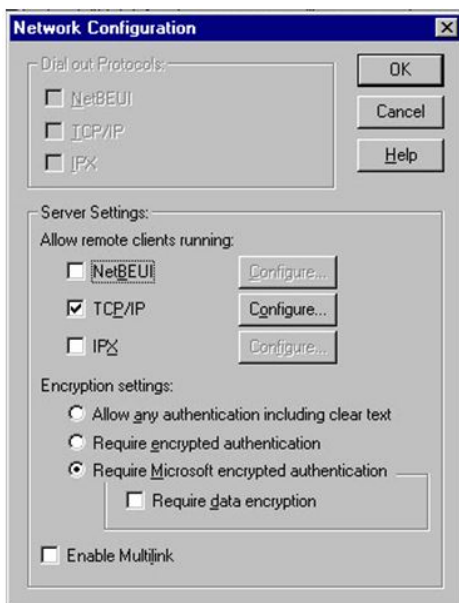 Network Configuration
Dial out Protocols:
NetBEUI
TCP/IP
IPX
OK
Cancel
Help
Server Settings:
Allow remote clients running:
NetBEUI Configure...
TCP/IP Configure...
IPX Configure...
Encryption settings:
Allow any authentication including clear text
Require encrypted authentication
Require Microsoft encrypted authentication
Require data encryption
Enable Multilink